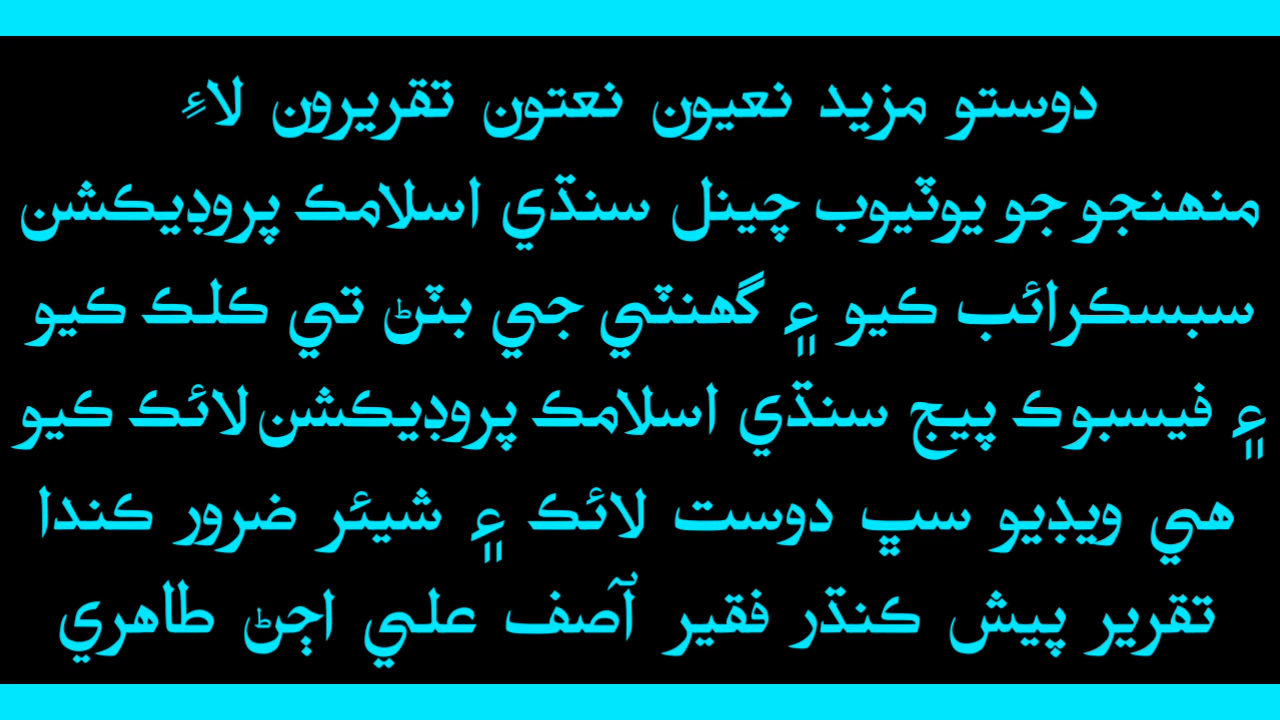 دوستو مزيد نعيون نعتون تقريرون لاءِ
منهنجو جو يوٽيوب چينل سنڌي اسلامڪ پروڊيڪشن
سبسڪرائب ڪيو ۽ گھنٽي جي بٽڻ تي ڪلڪ ڪيو
۽ فيسبوڪ پيج سنڌي اسلامڪ پروڊيڪشن لائڪ ڪيو
هي ويڊيو سڀ دوست لائڪ ۽ شيئر ضرور ڪندا
تقرير پيش ڪنڌر فقير آصف علي اڄڻ طاهري